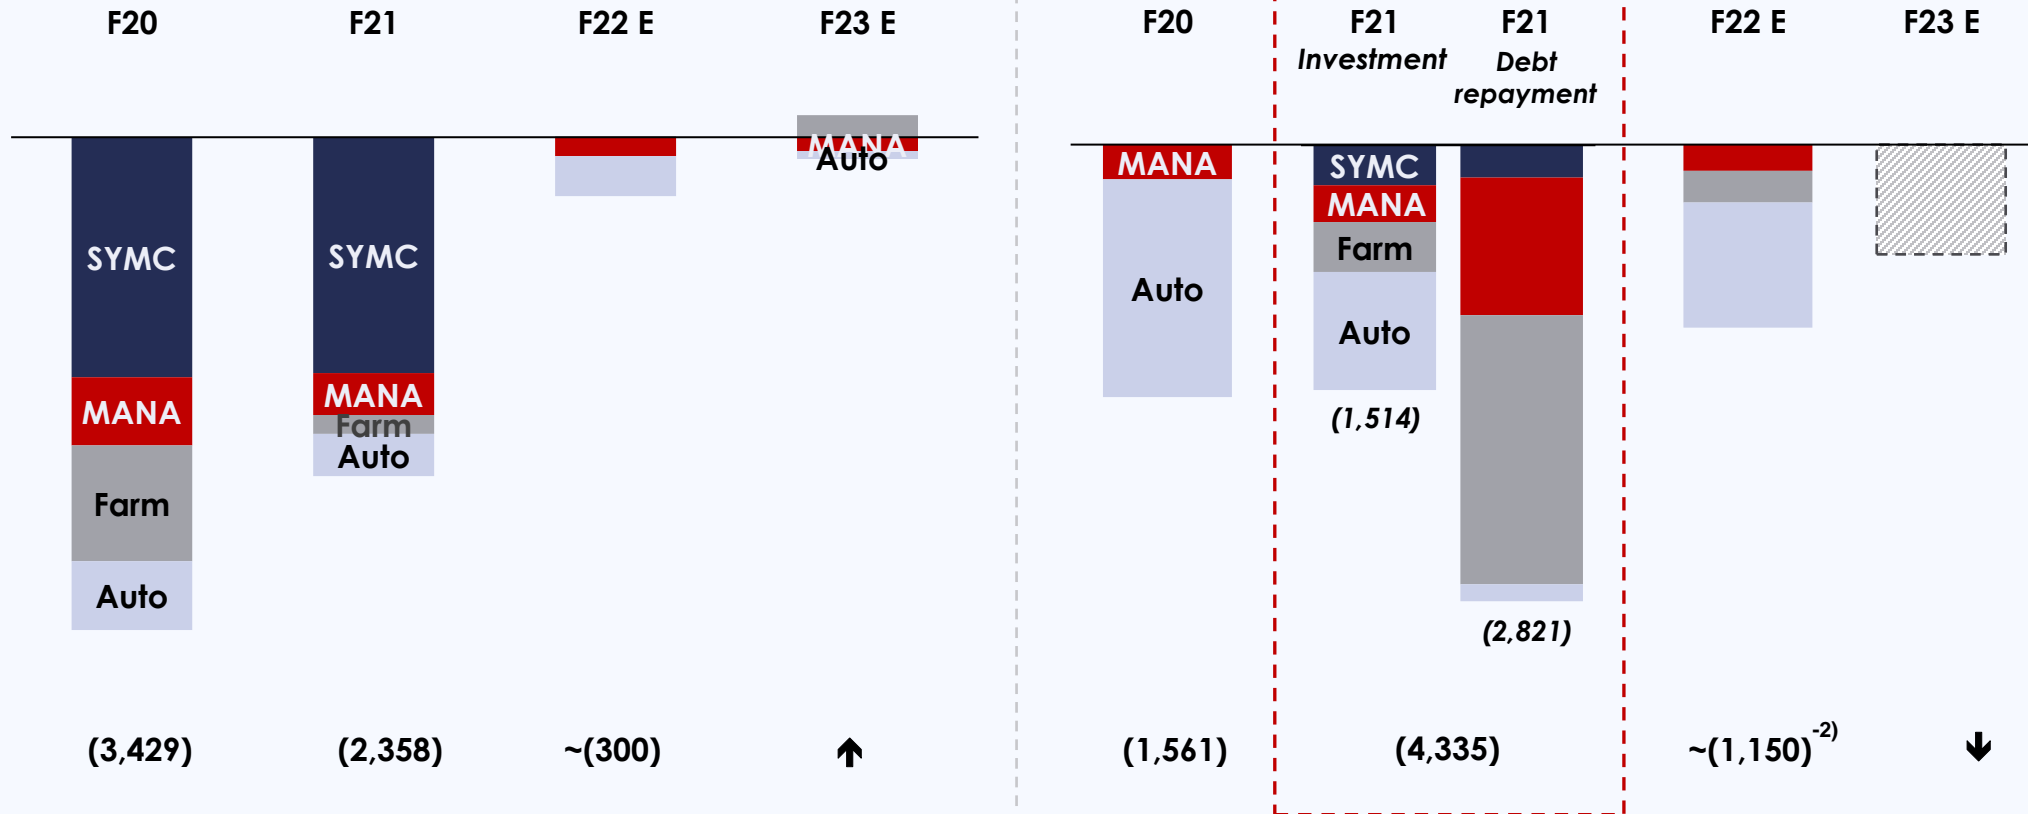 F20
F21
F22 E
F23 E
SYMC
MANA
Farm
Auto
SYMC
MANA
Farm
Auto
MANA
Auto
(3,429)
(2,358)
~(300)
F20
F21
Investment
F21
Debt
repayment
F22 E
F23 E
MANA
Auto
SYMC
MANA
Farm
Auto
(1,514)
(2,821)
(1,561)
(4,335)
~(1,150)-2)